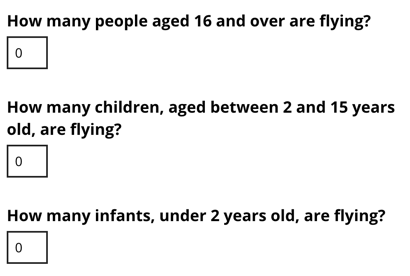 How many people aged 16 and over are flying?
0
How many children, aged between 2 and 15 years
old, are flying?
0
How many infants, under 2 years old, are flying?
0